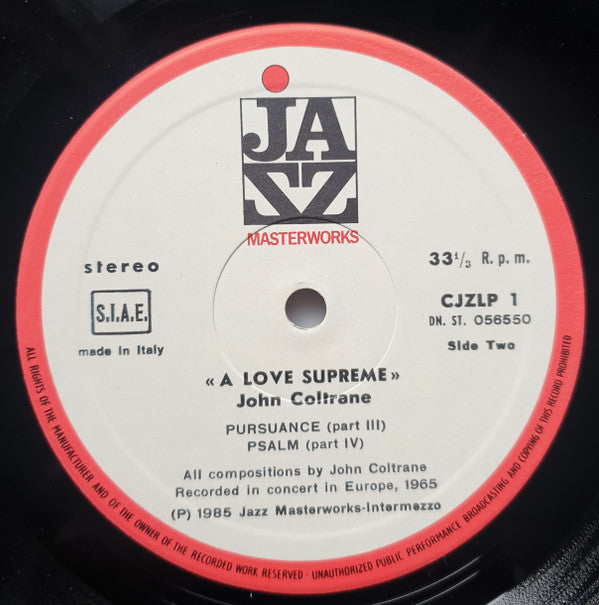 JA
ZZ
MASTERWORKS
stereo
33 1/3 R. p. m.
S.I.A.E.
CJZLP 1
DN. ST. 056550
made in Italy
Side Two
« A LOVE SUPREME »
John Coltrane
PURSUANCE (part III)
PSALM (part IV)
All compositions by John Coltrane
Recorded in concert in Europe, 1965
(P) 1985 Jazz Masterworks-Intermezzo
ALL RIGHTS OF THE MANUFACTURER AND OF THE OWNER OF THE RECORDED WORK RESERVED · UNAUTHORIZED PUBLIC PERFORMANCE BROADCASTING AND COPYING OF THIS RECORD PROHIBITED